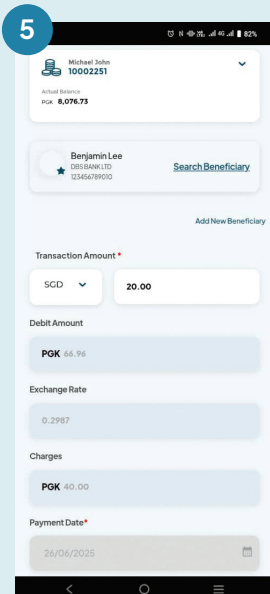 5
4G 82%
Michael John
10002251
Actual Balance
PGK 8,076.73
Benjamin Lee
DBS BANK LTD
123456789010
Search Beneficiary
Add New Beneficiary
Transaction Amount *
SGD 20.00
Debit Amount
PGK 66.96
Exchange Rate
0.2987
Charges
PGK 40.00
Payment Date*
26/06/2025